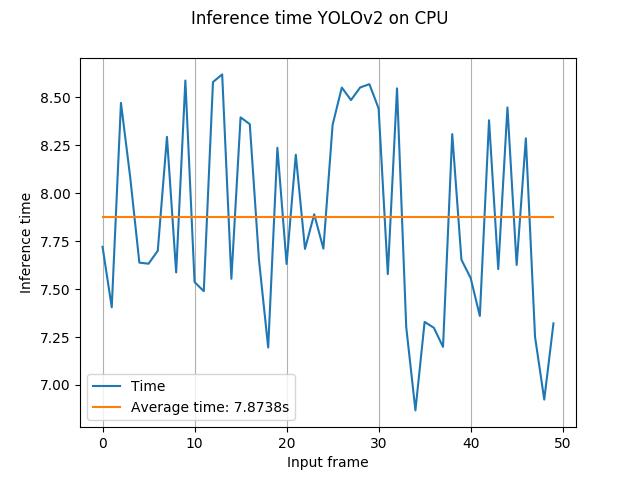 Inference time YOLOv2 on CPU
8.50
8.25
8.00
7.75
7.50
7.25
7.00
Inference time
Time
Average time: 7.8738s
0 10 20 30 40 50
Input frame